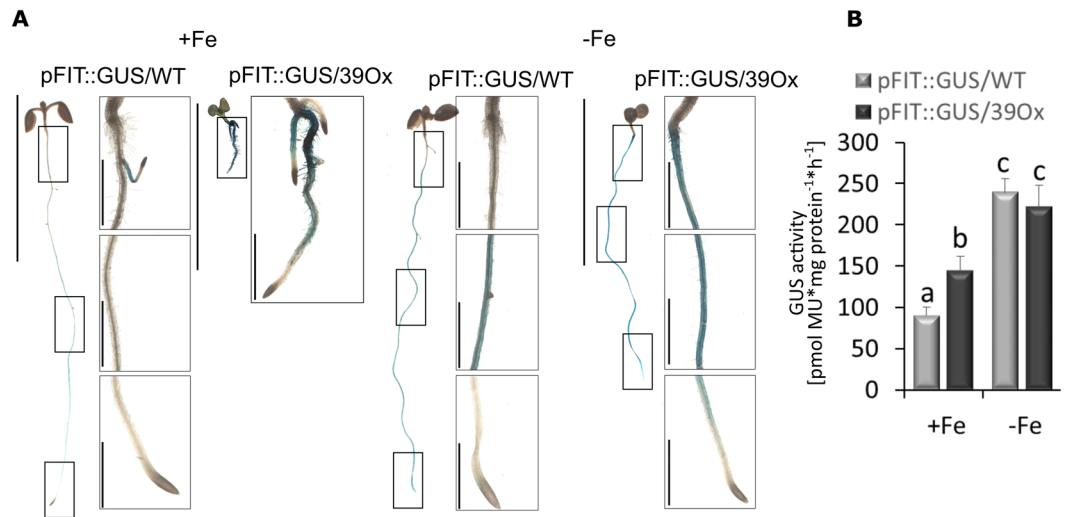 A
B
+Fe
-Fe
pFIT::GUS/WT
pFIT::GUS/39Ox
pFIT::GUS/WT
pFIT::GUS/39Ox
pFIT::GUS/WT
pFIT::GUS/39Ox
GUS activity
[pmol MU*mg protein⁻¹*h⁻¹]
300
250
200
150
100
50
0
a
b
c
c
+Fe
-Fe